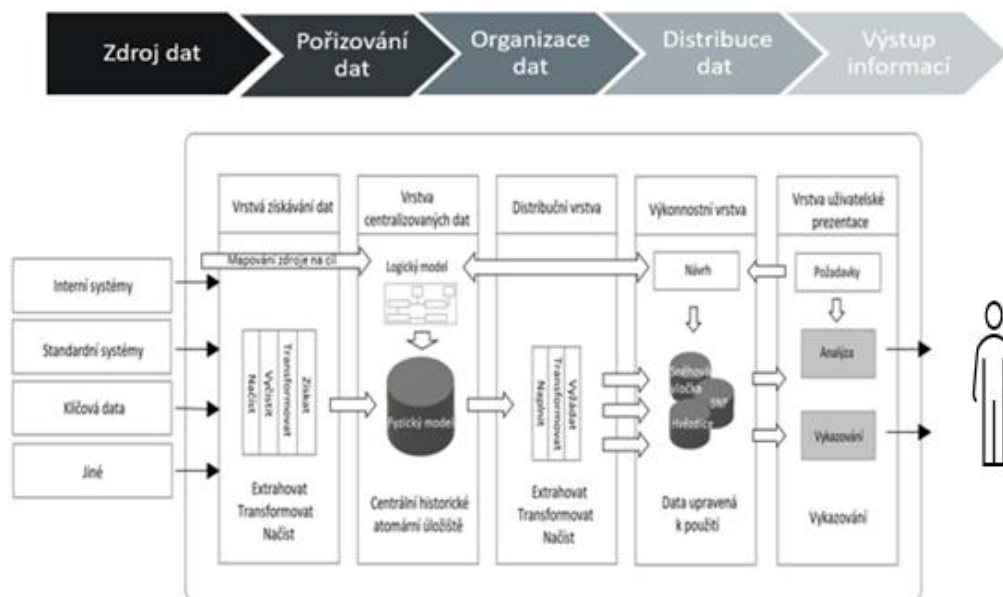 Zdroj dat
Pořizování
dat
Organizace
dat
Distribuce
dat
Výstup
informací
Vrstvá získávání dat
Vrstva
centralizovaných dat
Distribuční vrstva
Výkonnostní vrstva
Vrstva uživatelské
prezentace
Mapování zdroje na cíl
Logický model
Návrh
Požadavky
Interní systémy
Standardní systémy
Klíčová data
Jiné
Získat
Transformovat
Vyčistit
Načíst
Fyzický model
Vyžádat
Transformovat
Naplnit
Sněhová
vločka
3NF
Hvězdice
Analýza
Vykazování
Extrahovat
Transformovat
Načíst
Centrální historické
atomární úložiště
Extrahovat
Transformovat
Načíst
Data upravená
k použití
Vykazování